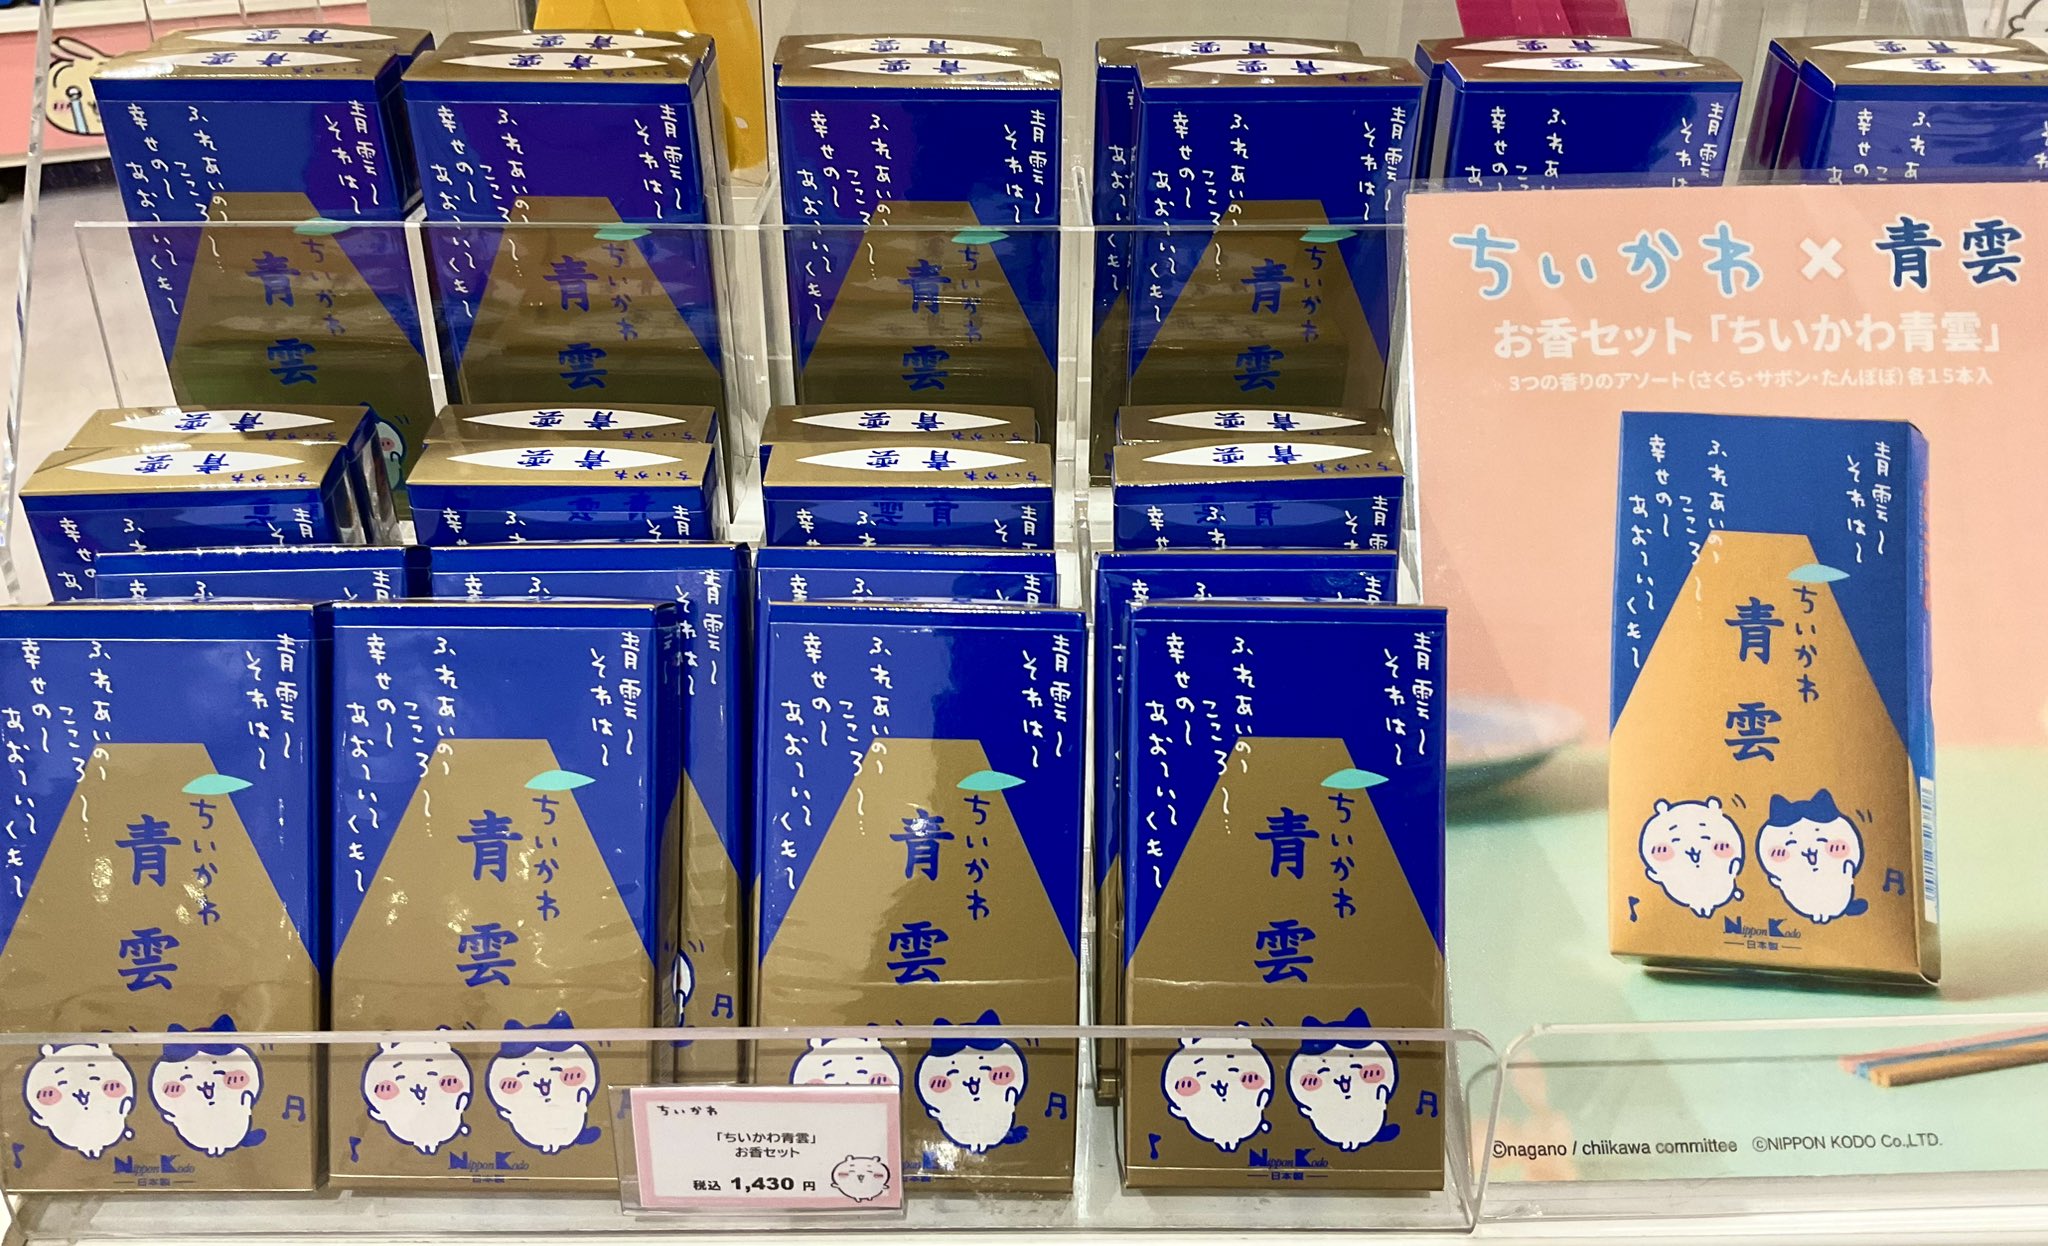 ちいかわ × 青雲
お香セット「ちいかわ青雲」
3つの香りのアソート(さくら・サボン・たんぽぽ)各15本入
青雲～
それは～
ふれあいの～
こころ～…
幸せの～
あお～い～
くも～
ちいかわ
青雲
Nippon Kodo
日本製
ちいかわ
「ちいかわ青雲」
お香セット
税込 1,430 円
©nagano / chiikawa committee ©NIPPON KODO Co.,LTD.